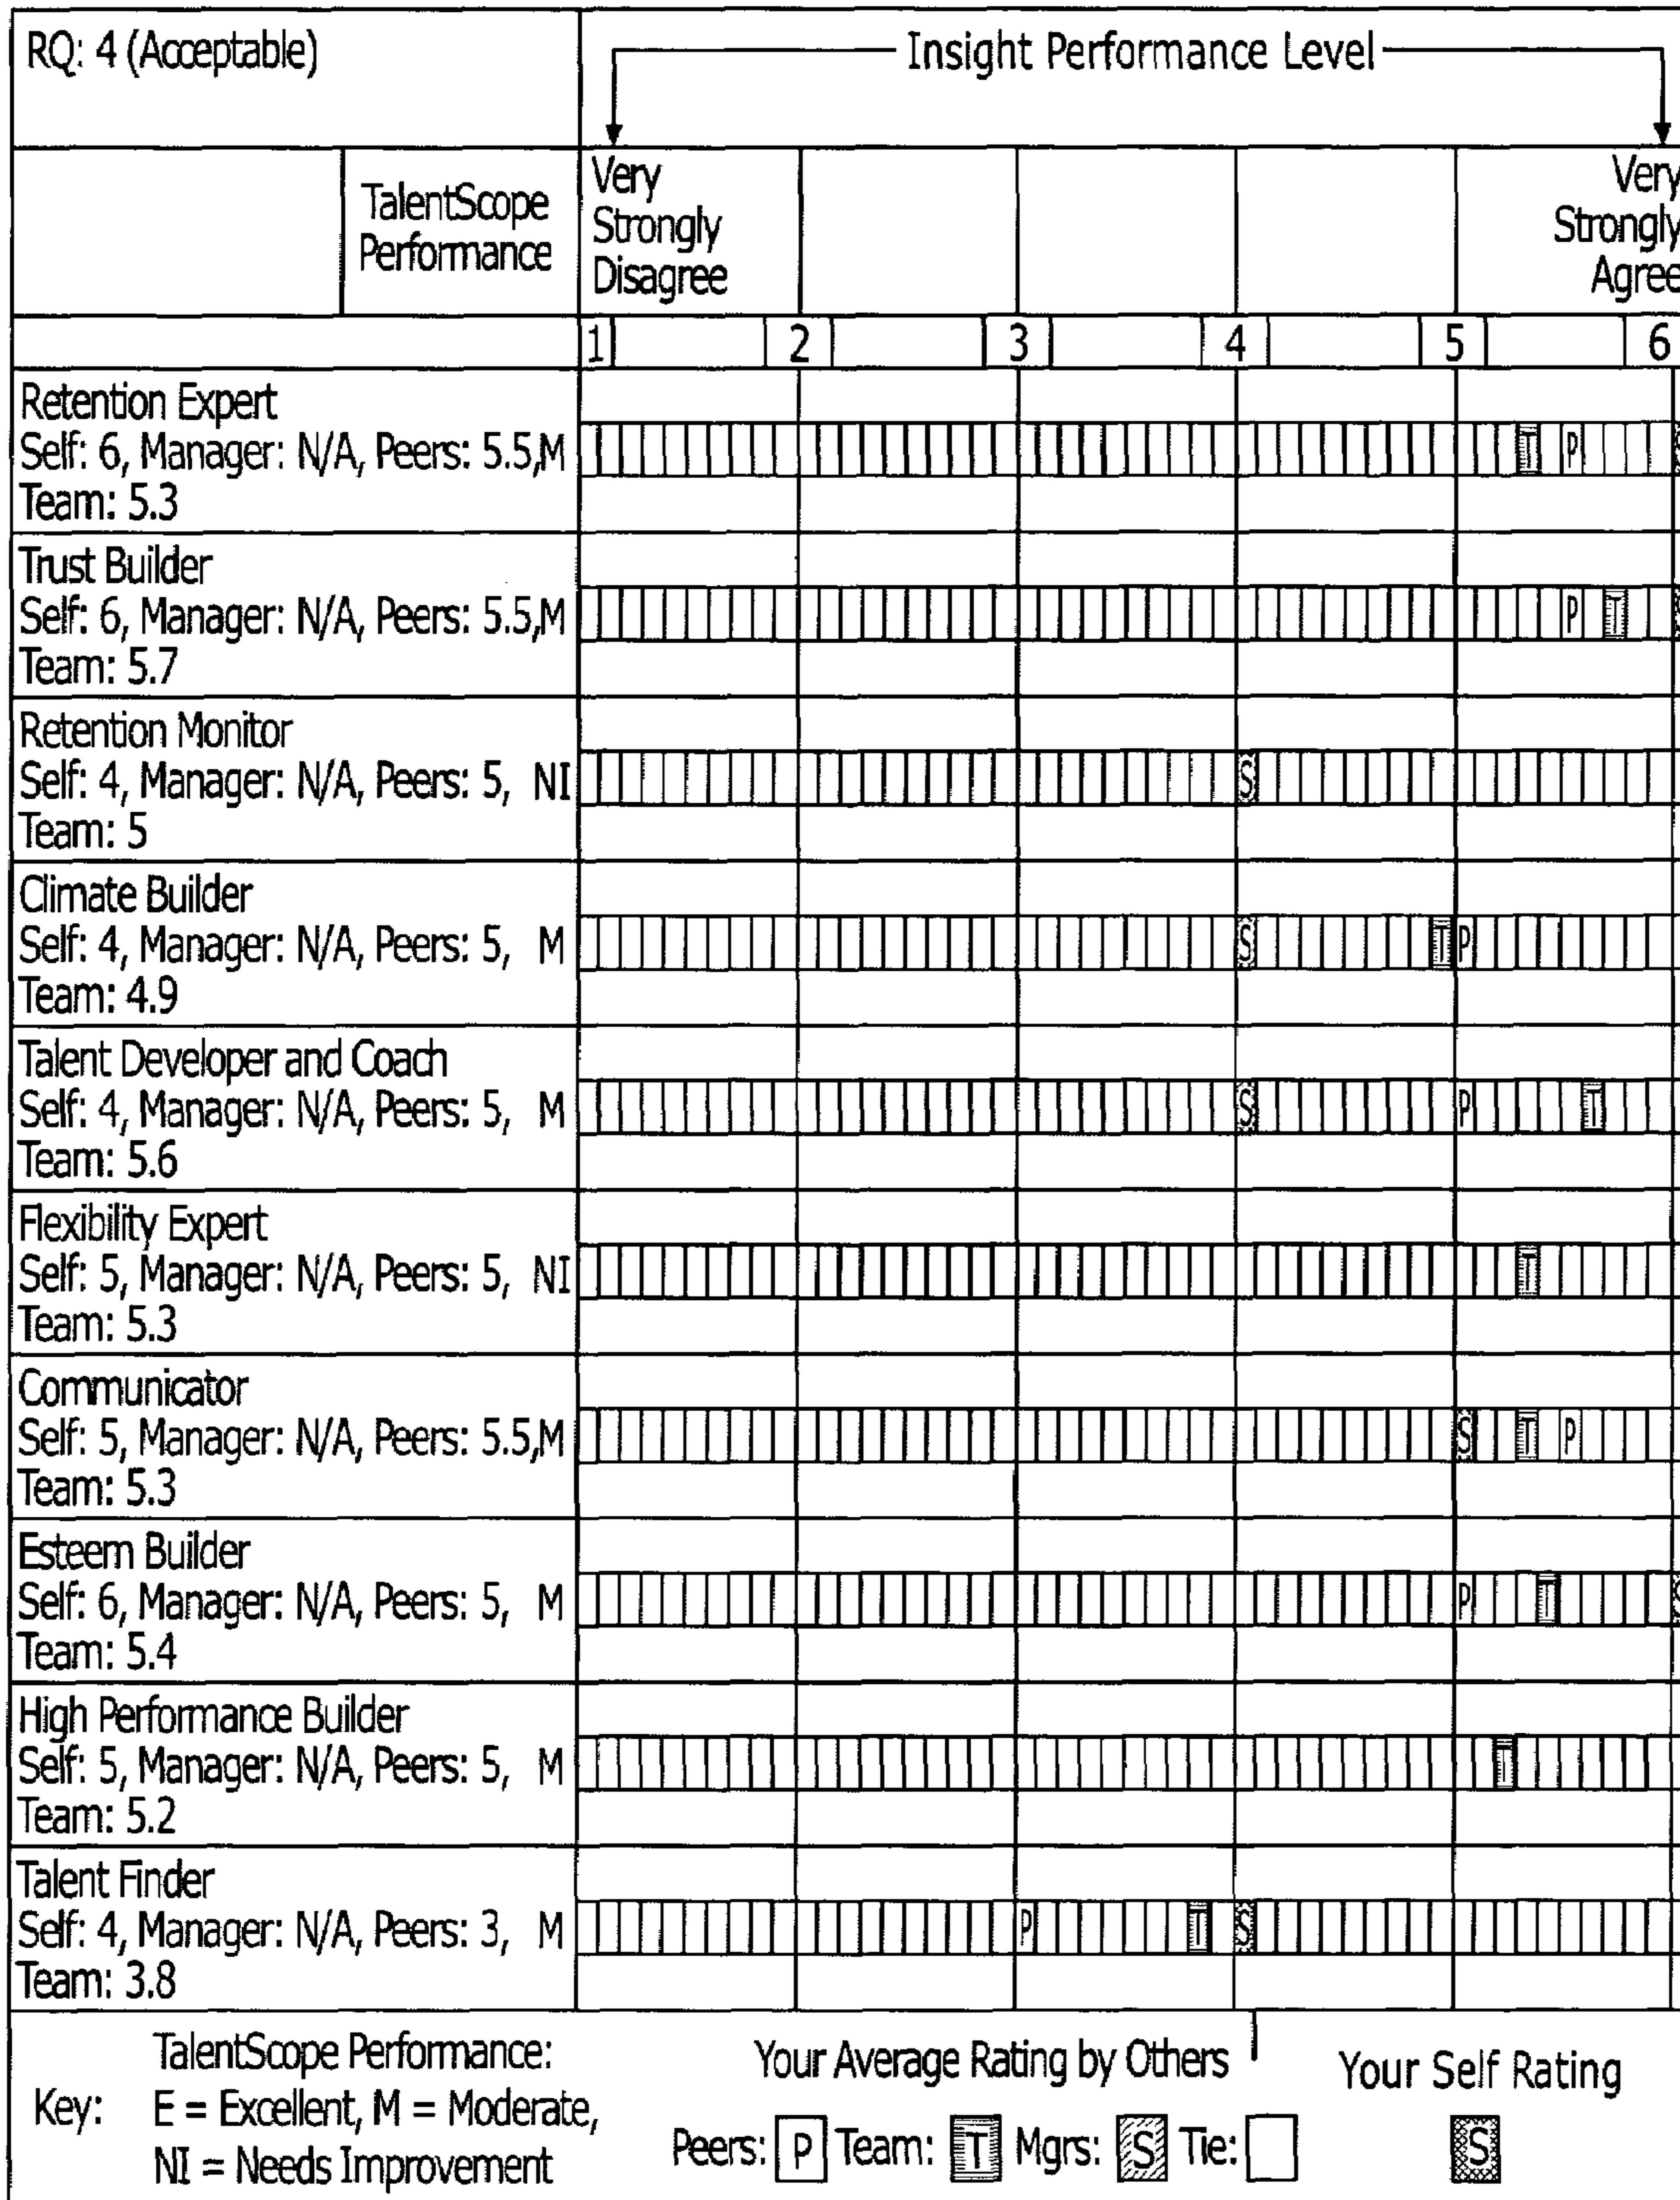 RQ: 4 (Acceptable)
Insight Performance Level
TalentScope
Performance
Very
Strongly
Disagree
Very
Strongly
Agree
1 2 3 4 5 6
Retention Expert
Self: 6, Manager: N/A, Peers: 5.5,M
Team: 5.3
T P
Trust Builder
Self: 6, Manager: N/A, Peers: 5.5,M
Team: 5.7
P T
Retention Monitor
Self: 4, Manager: N/A, Peers: 5, NI
Team: 5
S
Climate Builder
Self: 4, Manager: N/A, Peers: 5, M
Team: 4.9
S T P
Talent Developer and Coach
Self: 4, Manager: N/A, Peers: 5, M
Team: 5.6
S P T
Flexibility Expert
Self: 5, Manager: N/A, Peers: 5, NI
Team: 5.3
T
Communicator
Self: 5, Manager: N/A, Peers: 5.5,M
Team: 5.3
S T P
Esteem Builder
Self: 6, Manager: N/A, Peers: 5, M
Team: 5.4
P T
High Performance Builder
Self: 5, Manager: N/A, Peers: 5, M
Team: 5.2
T
Talent Finder
Self: 4, Manager: N/A, Peers: 3, M
Team: 3.8
P T S
Key:
TalentScope Performance:
E = Excellent, M = Moderate,
NI = Needs Improvement
Your Average Rating by Others
Peers: P Team: T Mgrs: S Tie:
Your Self Rating
S